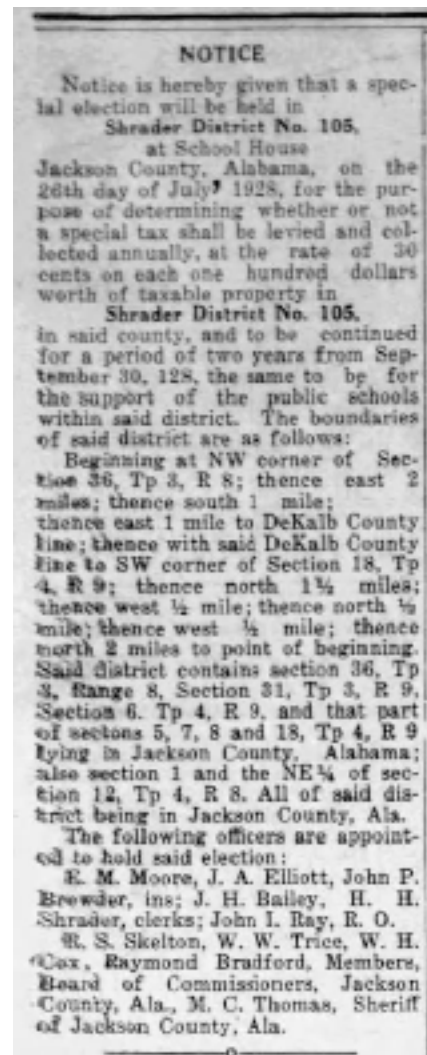 NOTICE
Notice is hereby given that a spec-
ial election will be held in
Shrader District No. 105,
at School House
Jackson County, Alabama, on the
26th day of July' 1928, for the pur-
pose of determining whether or not
a special tax shall be levied and col-
lected annually, at the rate of 30
cents on each one hundred dollars
worth of taxable property in
Shrader District No. 105,
in said county, and to be continued
for a period of two years from Sep-
tember 30, 128, the same to be for
the support of the public schools
within said district. The boundaries
of said district are as follows:
Beginning at NW corner of Sec-
tion 36, Tp 3, R 8; thence east 2
miles; thence south 1 mile;
thence east 1 mile to DeKalb County
line; thence with said DeKalb County
line to SW corner of Section 18, Tp
4, R 9; thence north 1½ miles;
thence west ½ mile; thence north ½
mile; thence west ½ mile; thence
north 2 miles to point of beginning.
Said district contains section 36, Tp
3, Range 8, Section 31, Tp 3, R 9,
Section 6. Tp 4, R 9. and that part
of sectons 5, 7, 8 and 18, Tp 4, R 9
lying in Jackson County, Alabama;
also section 1 and the NE¼ of sec-
tion 12, Tp 4, R 8. All of said dis-
trict being in Jackson County, Ala.
The following officers are appoint-
ed to hold said election:
E. M. Moore, J. A. Elliott, John P.
Browder, ins; J. H. Bailey, H. H.
Shrader, clerks; John I. Ray, R. O.
R. S. Skelton, W. W. Trice, W. H.
Cox, Raymond Bradford, Members,
Board of Commissioners, Jackson
County, Ala., M. C. Thomas, Sheriff
of Jackson County, Ala.